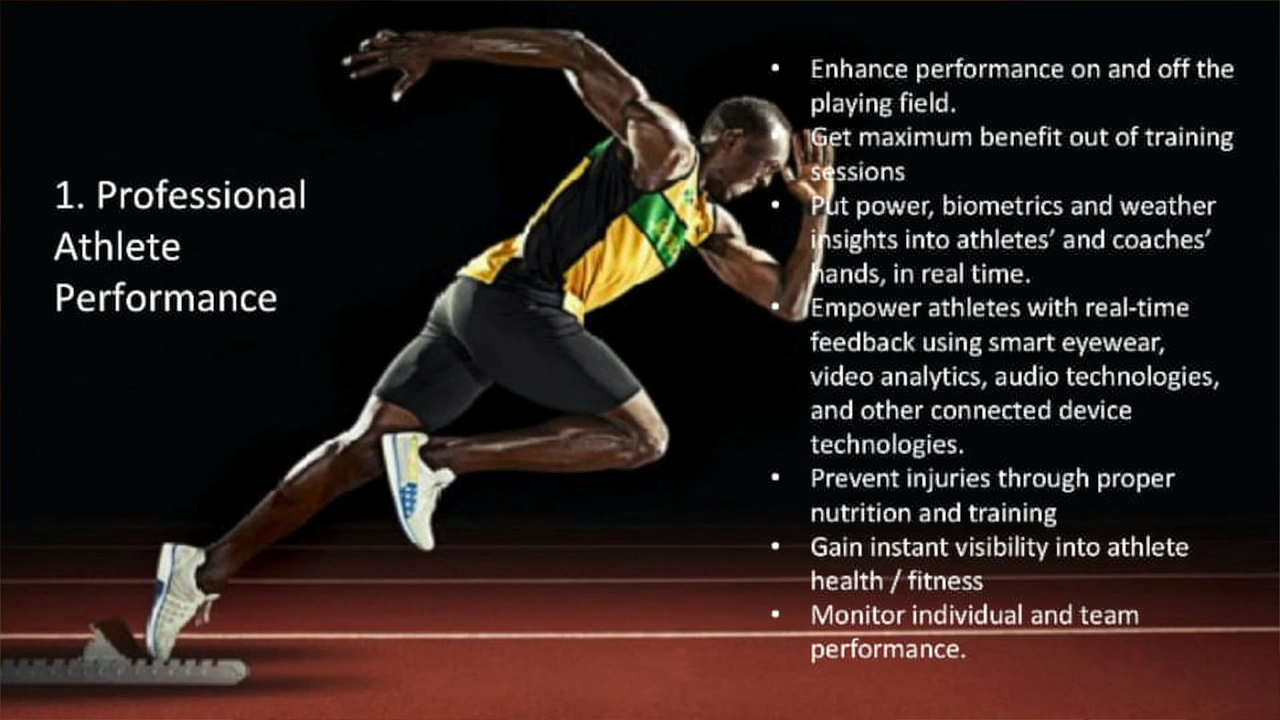 1. Professional
Athlete
Performance
• Enhance performance on and off the
playing field.
• Get maximum benefit out of training
sessions
• Put power, biometrics and weather
insights into athletes’ and coaches’
hands, in real time.
• Empower athletes with real-time
feedback using smart eyewear,
video analytics, audio technologies,
and other connected device
technologies.
• Prevent injuries through proper
nutrition and training
• Gain instant visibility into athlete
health / fitness
• Monitor individual and team
performance.